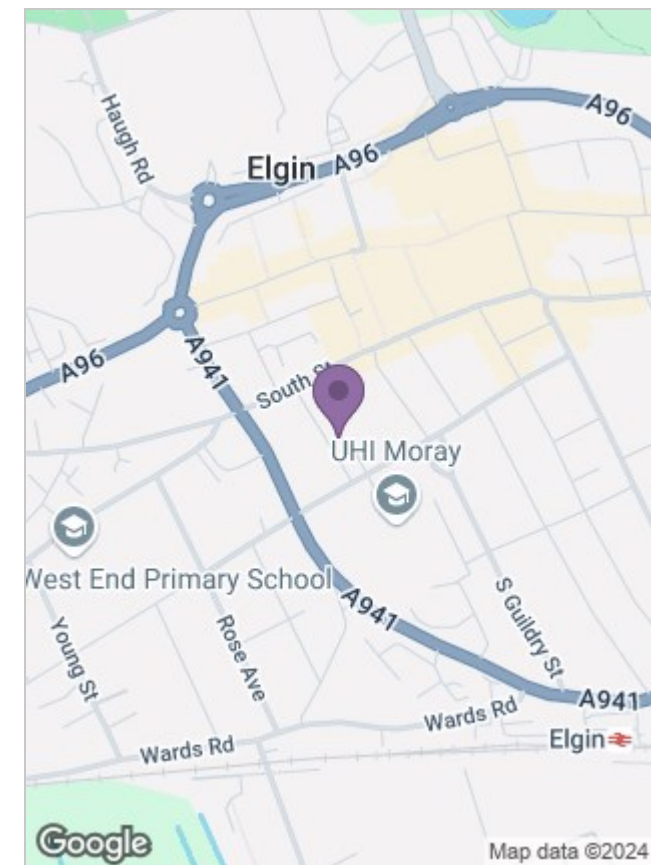 Haugh Rd
A96
Elgin
A96
A96
A941
South St
UHI Moray
West End Primary School
A941
S Guildry St
Young St
Rose Ave
Wards Rd
A941
Wards Rd
Elgin
Google
Map data ©2024